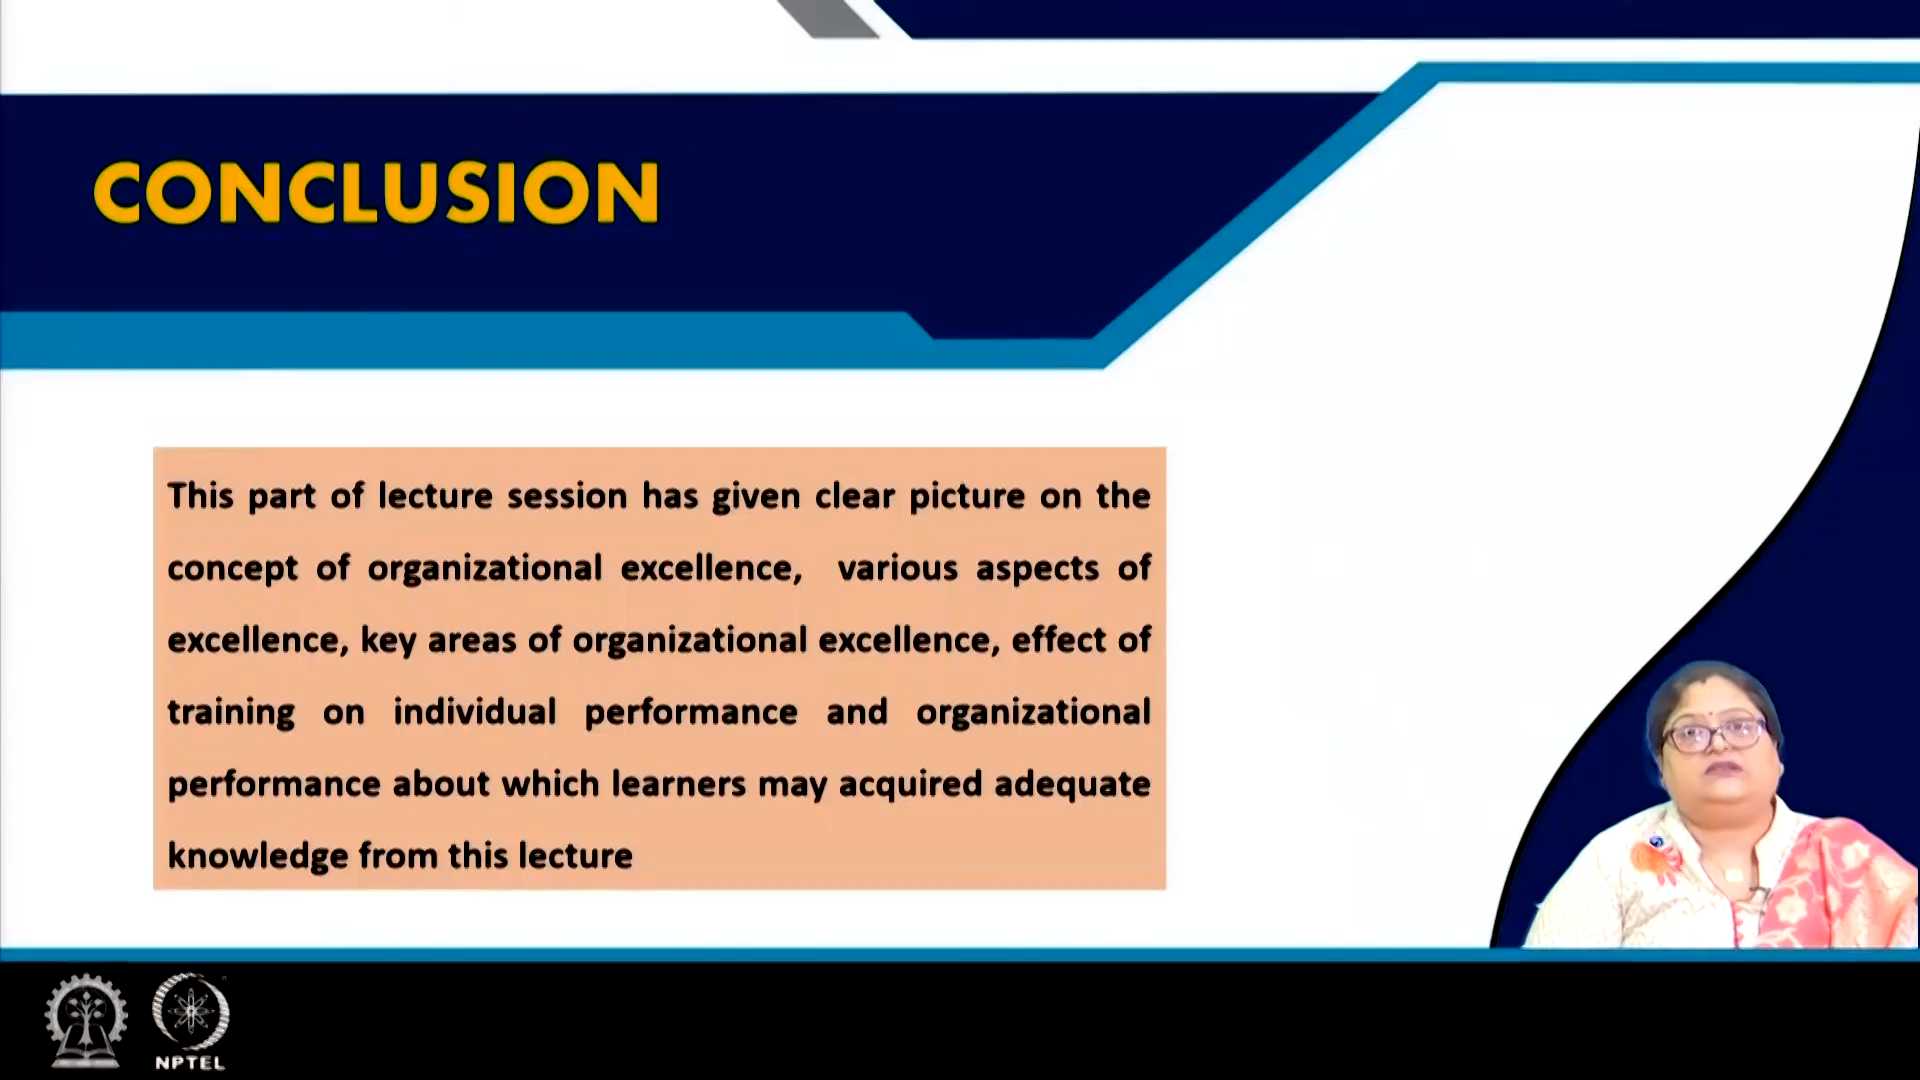 CONCLUSION
This part of lecture session has given clear picture on the
concept of organizational excellence, various aspects of
excellence, key areas of organizational excellence, effect of
training on individual performance and organizational
performance about which learners may acquired adequate
knowledge from this lecture
NPTEL